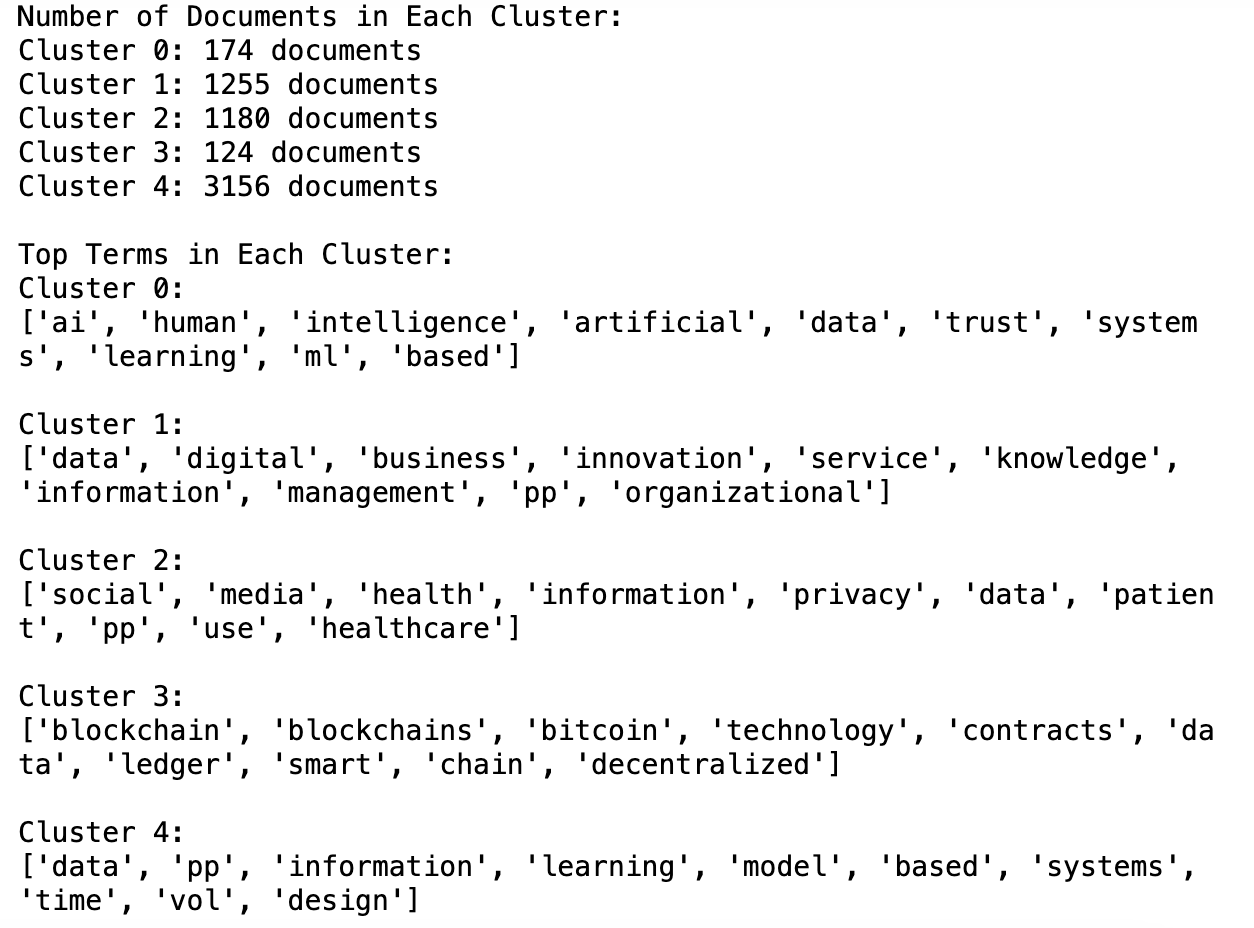 Number of Documents in Each Cluster:
Cluster 0: 174 documents
Cluster 1: 1255 documents
Cluster 2: 1180 documents
Cluster 3: 124 documents
Cluster 4: 3156 documents
Top Terms in Each Cluster:
Cluster 0:
['ai', 'human', 'intelligence', 'artificial', 'data', 'trust', 'system
s', 'learning', 'ml', 'based']
Cluster 1:
['data', 'digital', 'business', 'innovation', 'service', 'knowledge',
'information', 'management', 'pp', 'organizational']
Cluster 2:
['social', 'media', 'health', 'information', 'privacy', 'data', 'patien
t', 'pp', 'use', 'healthcare']
Cluster 3:
['blockchain', 'blockchains', 'bitcoin', 'technology', 'contracts', 'da
ta', 'ledger', 'smart', 'chain', 'decentralized']
Cluster 4:
['data', 'pp', 'information', 'learning', 'model', 'based', 'systems',
'time', 'vol', 'design']